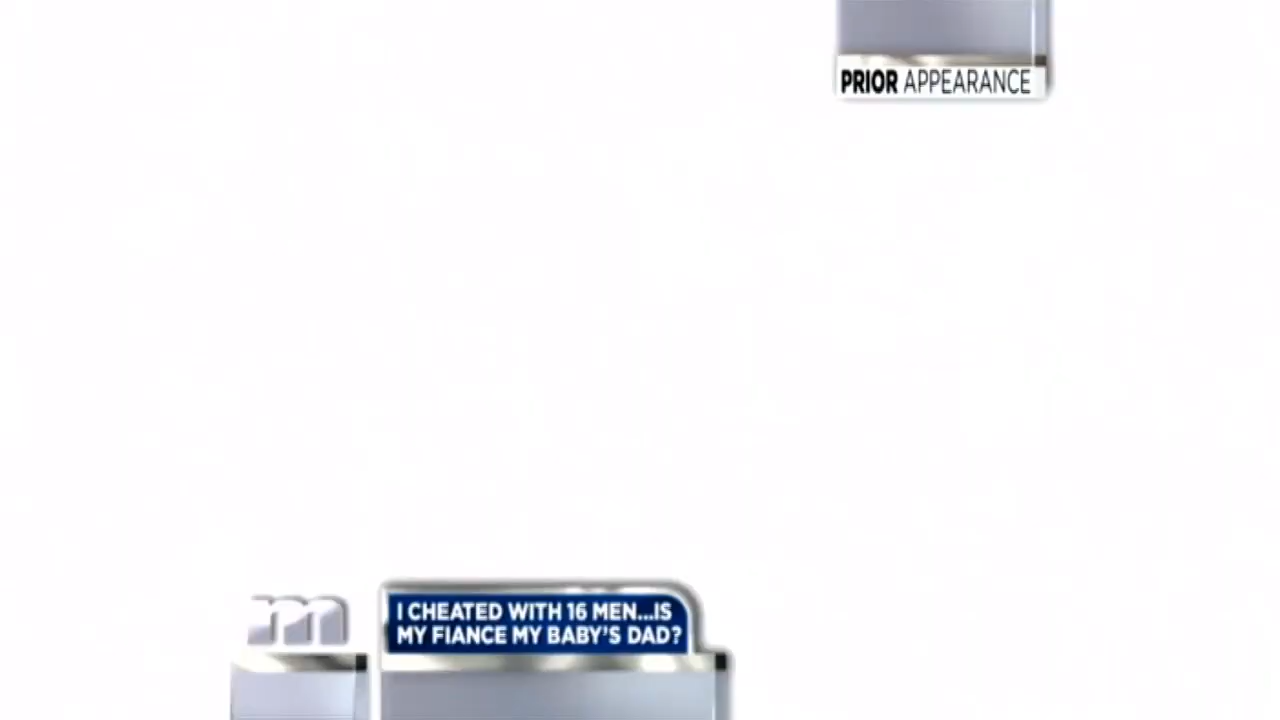 PRIOR APPEARANCE
m
I CHEATED WITH 16 MEN...IS
MY FIANCE MY BABY'S DAD?